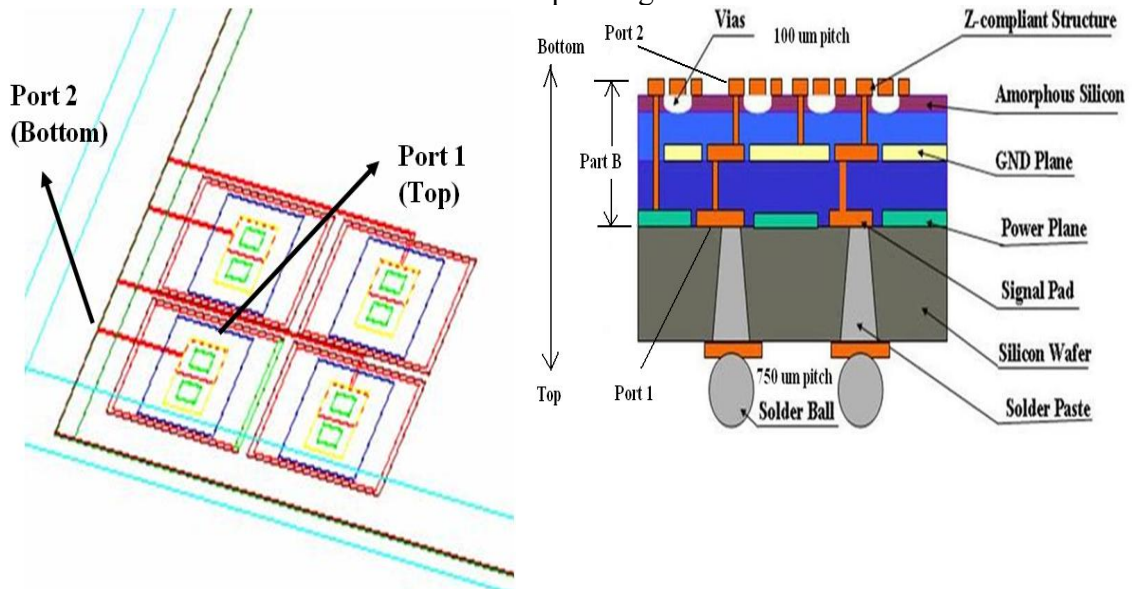 Port 2
(Bottom)
Port 1
(Top)
Bottom
Top
Port 2
Vias
100 um pitch
Z-compliant Structure
Amorphous Silicon
Part B
GND Plane
Power Plane
Signal Pad
Silicon Wafer
Port 1
750 um pitch
Solder Ball
Solder Paste